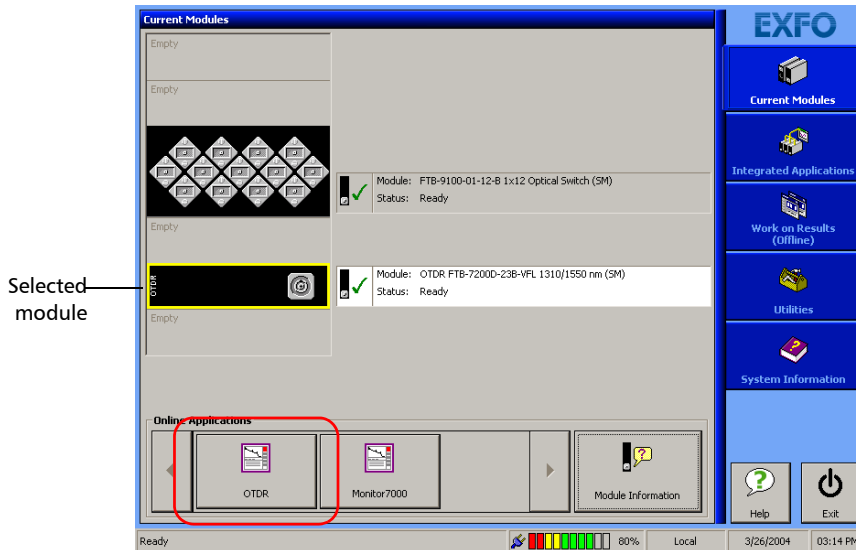 Current Modules
EXFO
Empty
Empty
Current Modules
Module: FTB-9100-01-12-B 1x12 Optical Switch (SM)
Status: Ready
Integrated Applications
Empty
Work on Results
(Offline)
Selected
module
OTDR
Module: OTDR FTB-7200D-23B-VFL 1310/1550 nm (SM)
Status: Ready
Utilities
Empty
System Information
Online Applications
OTDR
Monitor7000
Module Information
Help
Exit
Ready
80%
Local
3/26/2004
03:14 PM